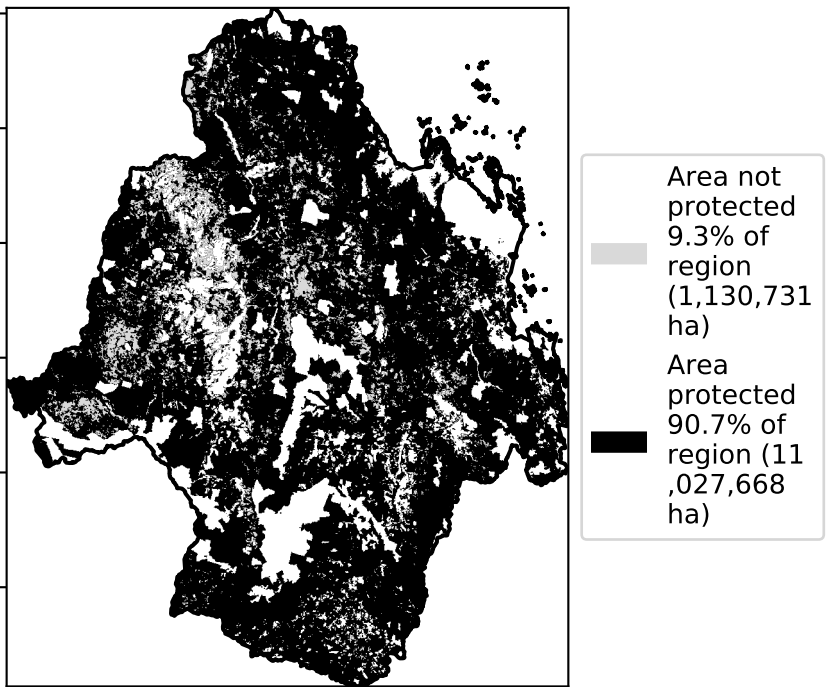 Area not
protected
9.3% of
region
(1,130,731
ha)
Area
protected
90.7% of
region (11
,027,668
ha)